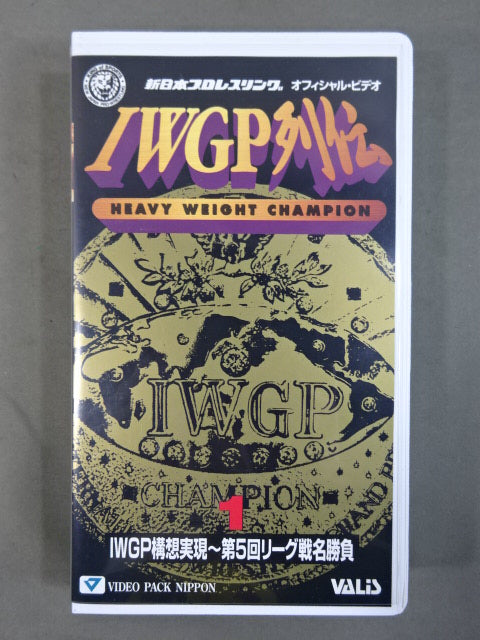 新日本プロレスリング オフィシャル・ビデオ
IWGP列伝
HEAVY WEIGHT CHAMPION
IWGP
CHAMPION
1
IWGP構想実現～第5回リーグ戦名勝負
VIDEO PACK NIPPON
VALIS